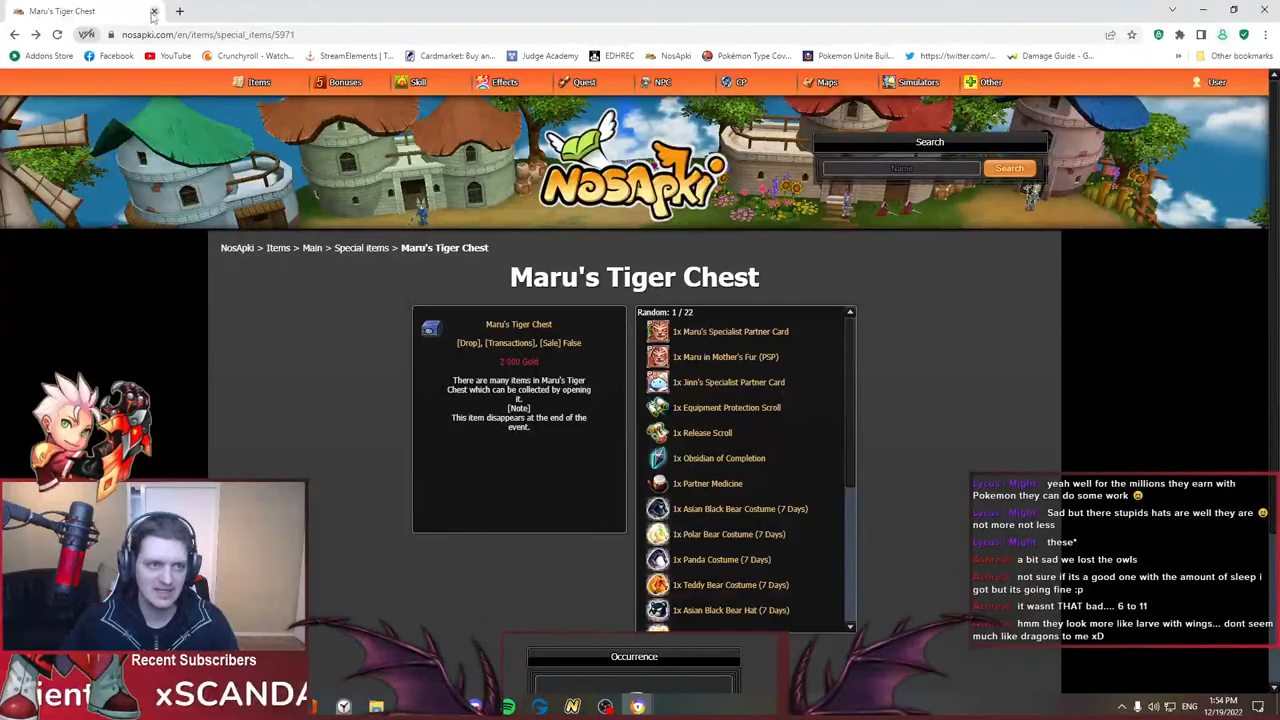 Maru's Tiger Chest
nosapki.com/en/items/special_items/5971
Addons Store
Facebook
YouTube
Crunchyroll - Watch...
StreamElements | T...
Cardmarket: Buy an...
Judge Academy
EDHREC
NosApki
Pokémon Type Cov...
Pokemon Unite Buil...
https://twitter.com/...
Damage Guide - G...
»
Other bookmarks
Items
Bonuses
Skill
Effects
Quest
NPC
CP
Maps
Simulators
Other
User
NosApki
Search
Name
Search
NosApki > Items > Main > Special items > Maru's Tiger Chest
Maru's Tiger Chest
Maru's Tiger Chest
[Drop], [Transactions], [Sale] False
2 000 Gold
There are many items in Maru's Tiger
Chest which can be collected by opening
it.
[Note]
This item disappears at the end of the
event.
Random: 1 / 22
1x Maru's Specialist Partner Card
1x Maru in Mother's Fur (PSP)
1x Jinn's Specialist Partner Card
1x Equipment Protection Scroll
1x Release Scroll
1x Obsidian of Completion
1x Partner Medicine
1x Asian Black Bear Costume (7 Days)
1x Polar Bear Costume (7 Days)
1x Panda Costume (7 Days)
1x Teddy Bear Costume (7 Days)
1x Asian Black Bear Hat (7 Days)
Occurrence
Lycus | Might: yeah well for the millions they earn with
Pokemon they can do some work
Lycus | Might: Sad but there stupids hats are well they are
not more not less
Lycus | Might: these*
a bit sad we lost the owls
not sure if its a good one with the amount of sleep i
got but its going fine :p
it wasnt THAT bad.... 6 to 11
hmm they look more like larve with wings... dont seem
much like dragons to me xD
Recent Subscribers
ient
xSCANDA
ENG
1:54 PM
12/19/2022